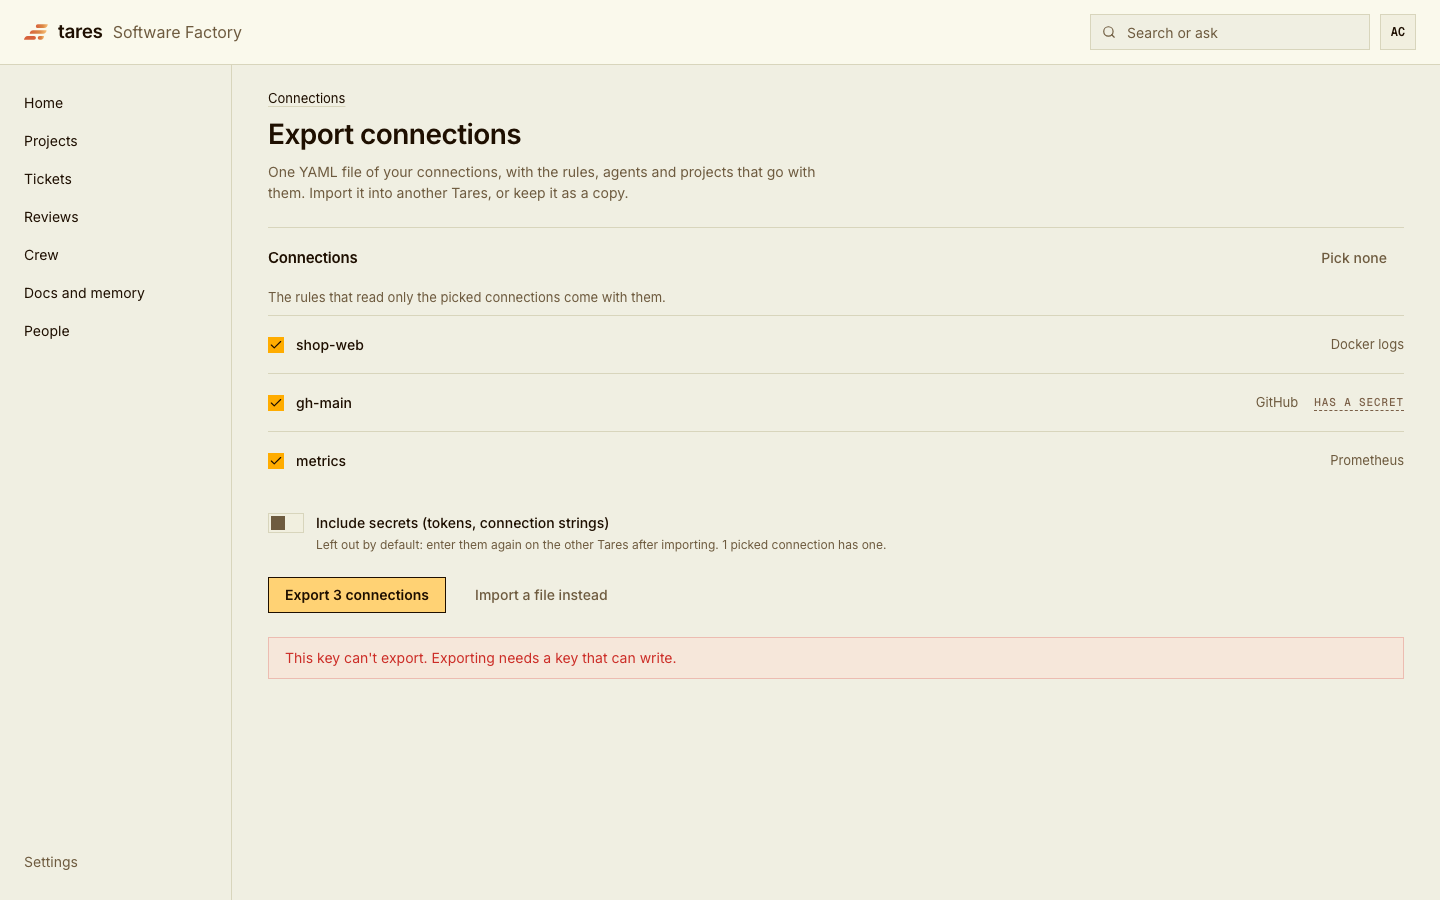 tares Software Factory
Search or ask
AC
Home
Projects
Tickets
Reviews
Crew
Docs and memory
People
Settings
Connections
Export connections
One YAML file of your connections, with the rules, agents and projects that go with
them. Import it into another Tares, or keep it as a copy.
Connections
Pick none
The rules that read only the picked connections come with them.
shop-web
Docker logs
gh-main
GitHub
HAS A SECRET
metrics
Prometheus
Include secrets (tokens, connection strings)
Left out by default: enter them again on the other Tares after importing. 1 picked connection has one.
Export 3 connections
Import a file instead
This key can't export. Exporting needs a key that can write.